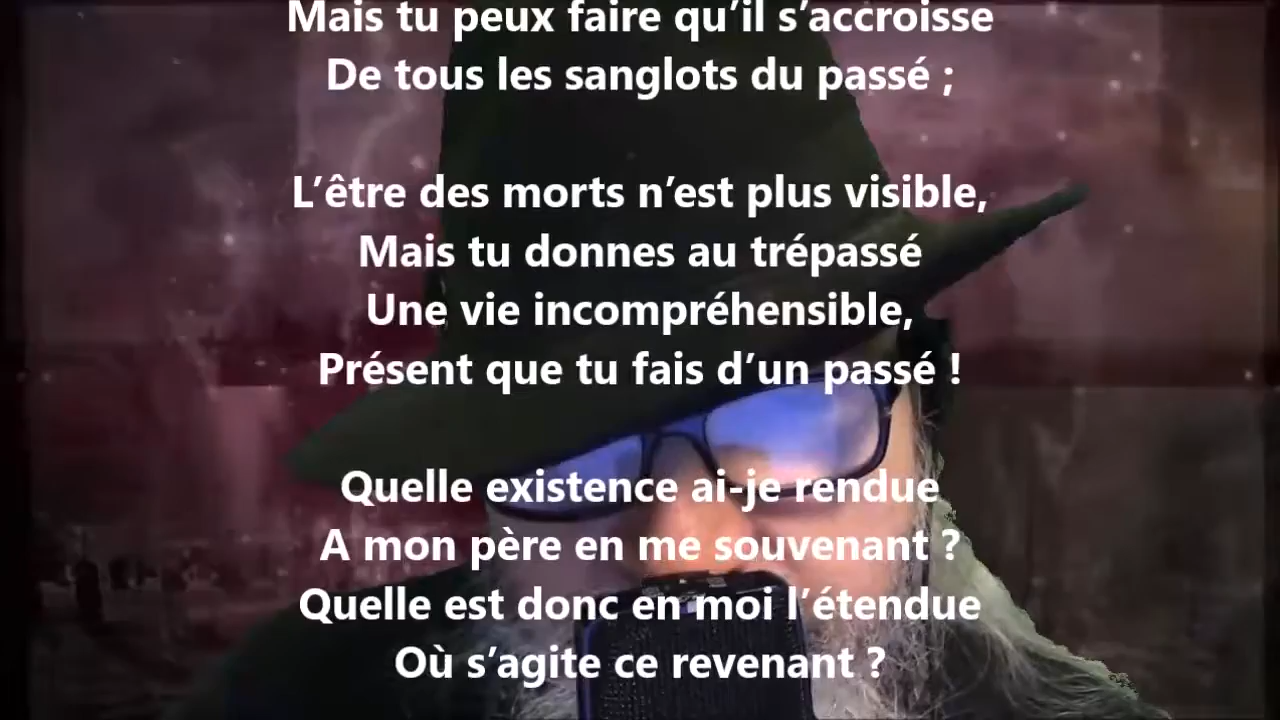 Mais tu peux faire qu’il s’accroisse
De tous les sanglots du passé ;
L’être des morts n’est plus visible,
Mais tu donnes au trépassé
Une vie incompréhensible,
Présent que tu fais d’un passé !
Quelle existence ai-je rendue
A mon père en me souvenant ?
Quelle est donc en moi l’étendue
Où s’agite ce revenant ?